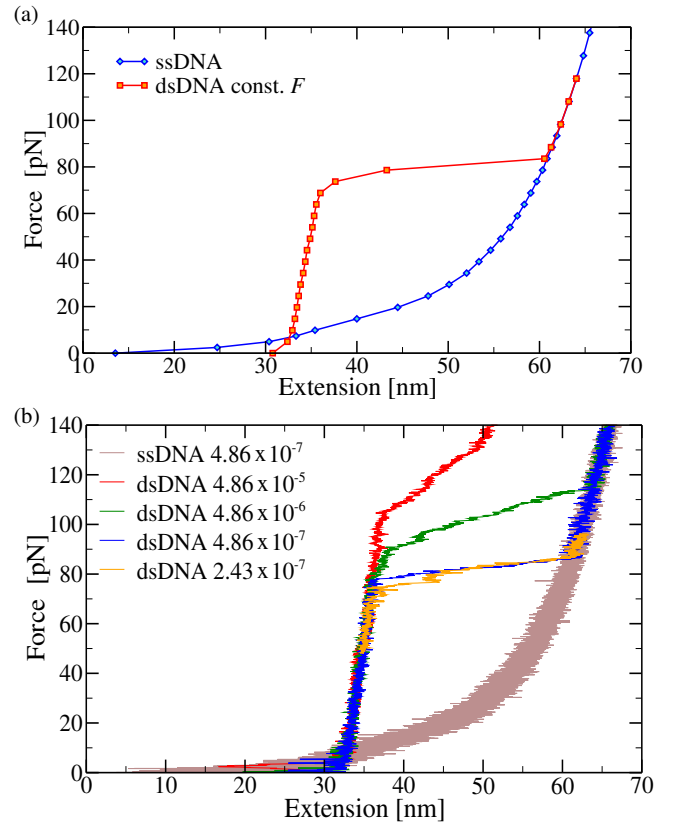 (a)
140
120
100
80
60
40
20
0
Force [pN]
ssDNA
dsDNA const. F
10 20 30 40 50 60 70
Extension [nm]
(b)
140
120
100
80
60
40
20
0
Force [pN]
ssDNA 4.86 x 10⁻⁷
dsDNA 4.86 x 10⁻⁵
dsDNA 4.86 x 10⁻⁶
dsDNA 4.86 x 10⁻⁷
dsDNA 2.43 x 10⁻⁷
0 10 20 30 40 50 60 70
Extension [nm]